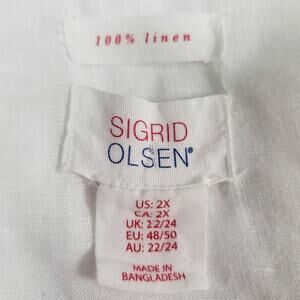 100% linen
SIGRID
OLSEN®
US: 2X
CA: 2X
UK: 22/24
EU: 48/50
AU: 22/24
MADE IN
BANGLADESH